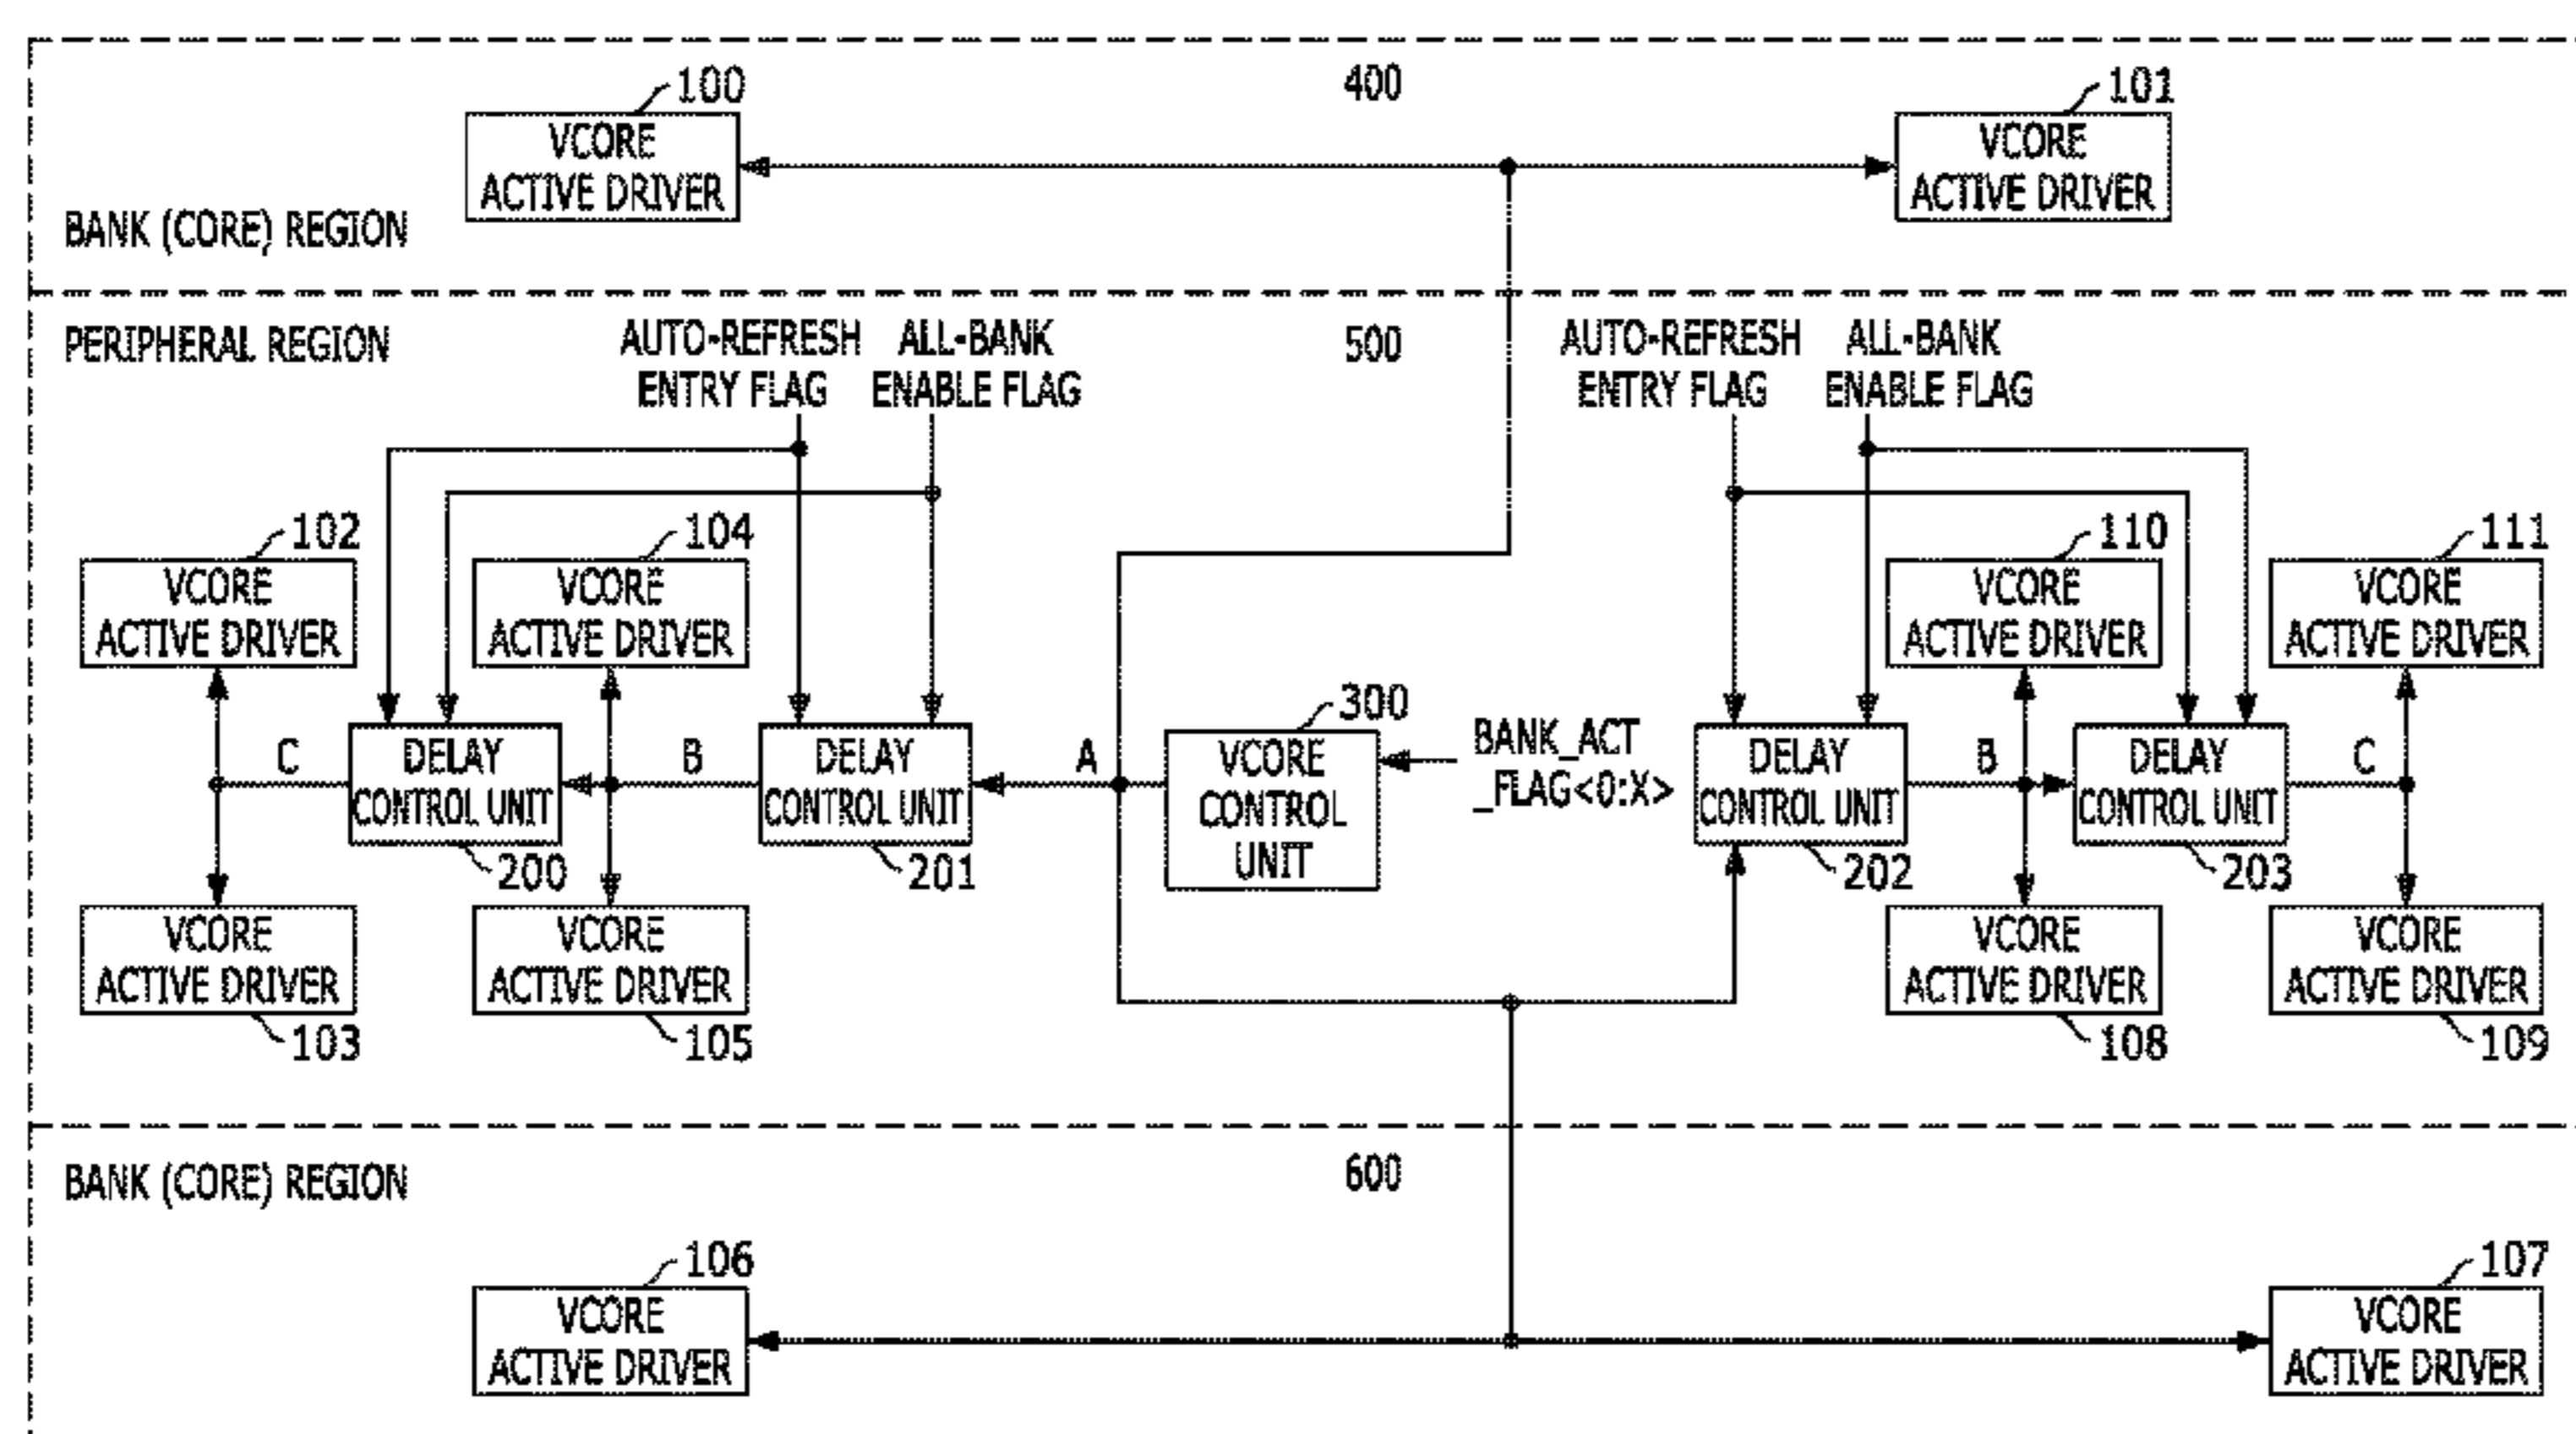 400
100
101
VCORE
ACTIVE DRIVER
VCORE
ACTIVE DRIVER
BANK (CORE) REGION
PERIPHERAL REGION
500
AUTO-REFRESH
ENTRY FLAG
ALL-BANK
ENABLE FLAG
AUTO-REFRESH
ENTRY FLAG
ALL-BANK
ENABLE FLAG
102
VCORE
ACTIVE DRIVER
104
VCORE
ACTIVE DRIVER
110
VCORE
ACTIVE DRIVER
111
VCORE
ACTIVE DRIVER
C
DELAY
CONTROL UNIT
200
B
DELAY
CONTROL UNIT
201
A
300
VCORE
CONTROL
UNIT
BANK_ACT
_FLAG<0:X>
DELAY
CONTROL UNIT
202
B
DELAY
CONTROL UNIT
203
C
VCORE
ACTIVE DRIVER
103
VCORE
ACTIVE DRIVER
105
VCORE
ACTIVE DRIVER
108
VCORE
ACTIVE DRIVER
109
BANK (CORE) REGION
600
106
VCORE
ACTIVE DRIVER
107
VCORE
ACTIVE DRIVER